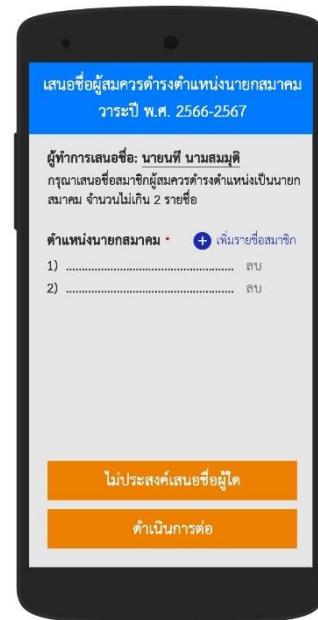 เสนอชื่อผู้สมควรดำรงตำแหน่งนายกสมาคม
วาระปี พ.ศ. 2566-2567
ผู้ทำการเสนอชื่อ: นายนที นามสมมุติ
กรุณาเสนอชื่อสมาชิกผู้สมควรดำรงตำแหน่งเป็นนายก
สมาคม จำนวนไม่เกิน 2 รายชื่อ
ตำแหน่งนายกสมาคม * + เพิ่มรายชื่อสมาชิก
1) ........................................................ ลบ
2) ........................................................ ลบ
ไม่ประสงค์เสนอชื่อผู้ใด
ดำเนินการต่อ